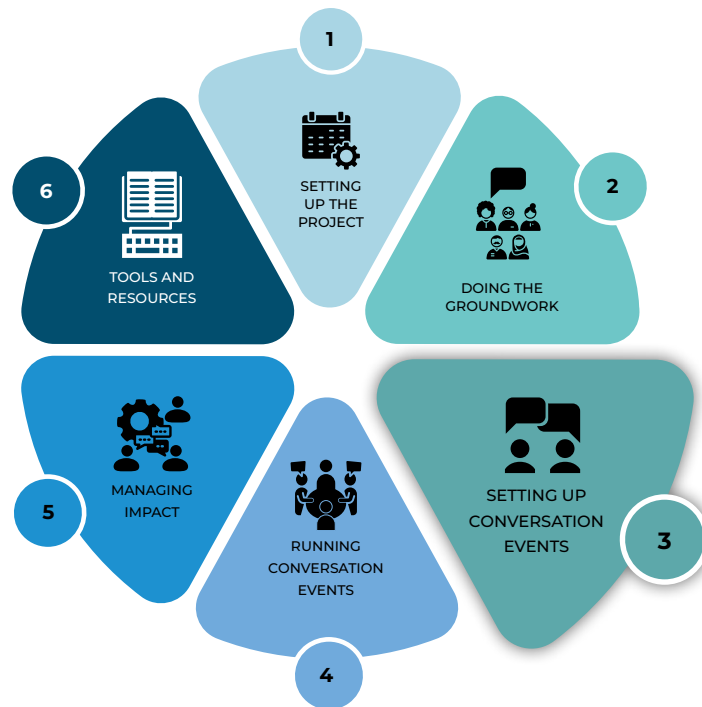 1
SETTING
UP THE
PROJECT
2
DOING THE
GROUNDWORK
3
SETTING UP
CONVERSATION
EVENTS
4
RUNNING
CONVERSATION
EVENTS
5
MANAGING
IMPACT
6
TOOLS AND
RESOURCES